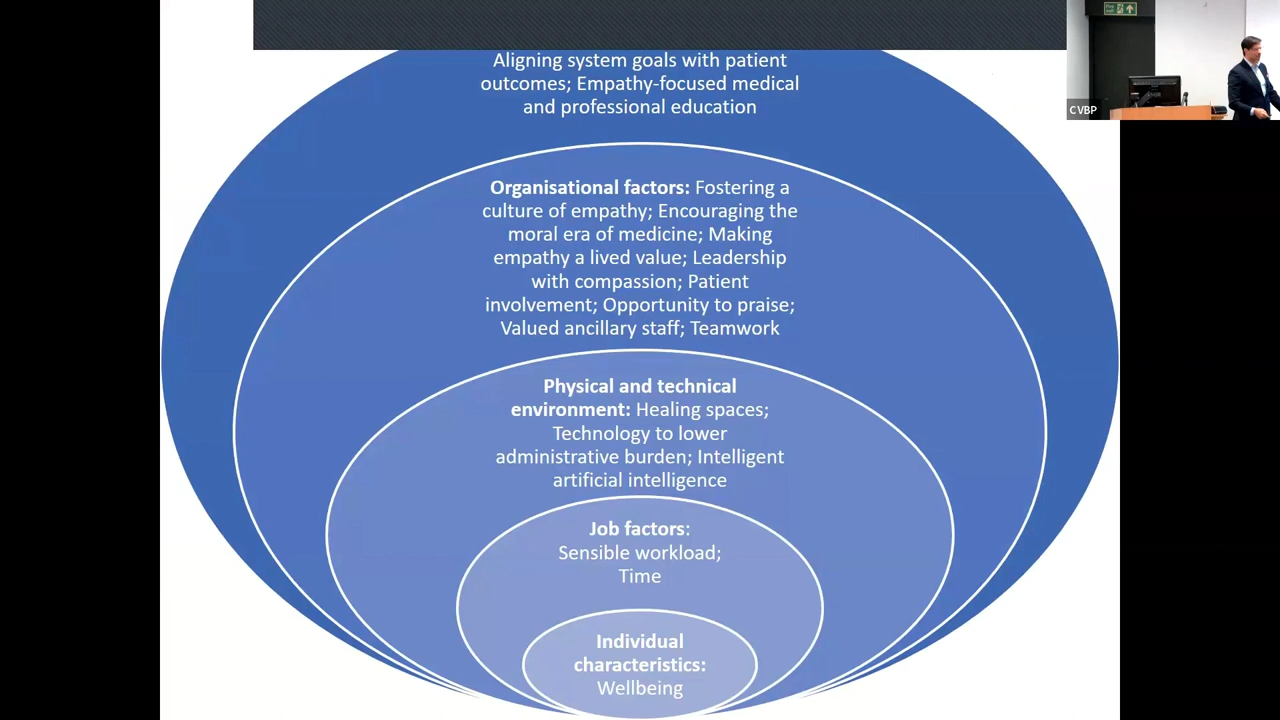 Aligning system goals with patient
outcomes; Empathy-focused medical
and professional education
Organisational factors: Fostering a
culture of empathy; Encouraging the
moral era of medicine; Making
empathy a lived value; Leadership
with compassion; Patient
involvement; Opportunity to praise;
Valued ancillary staff; Teamwork
Physical and technical
environment: Healing spaces;
Technology to lower
administrative burden; Intelligent
artificial intelligence
Job factors:
Sensible workload;
Time
Individual
characteristics:
Wellbeing
CVBP